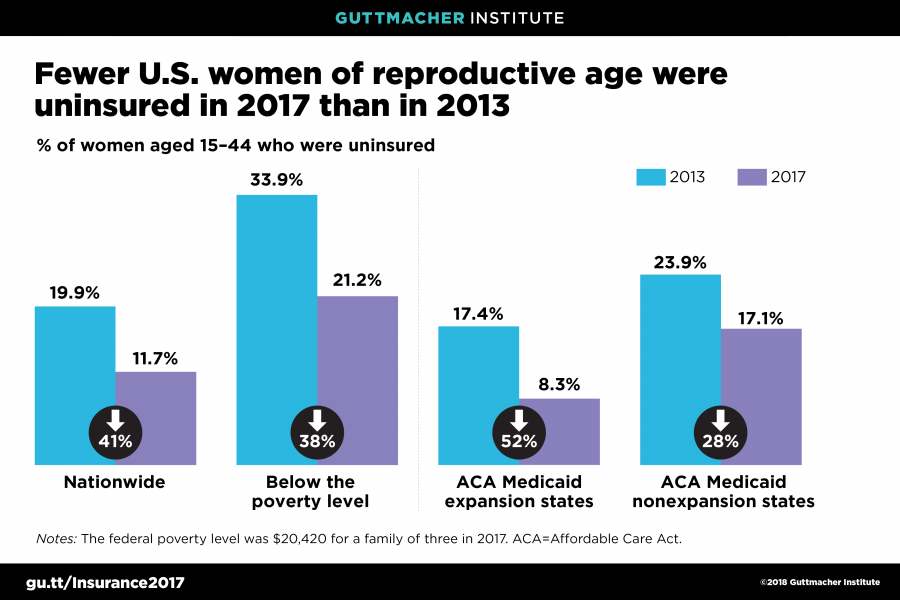 GUTTMACHER INSTITUTE
Fewer U.S. women of reproductive age were
uninsured in 2017 than in 2013
% of women aged 15–44 who were uninsured
2013
2017
19.9%
11.7%
41%
Nationwide
33.9%
21.2%
38%
Below the
poverty level
17.4%
8.3%
52%
ACA Medicaid
expansion states
23.9%
17.1%
28%
ACA Medicaid
nonexpansion states
Notes: The federal poverty level was $20,420 for a family of three in 2017. ACA=Affordable Care Act.
gu.tt/Insurance2017
©2018 Guttmacher Institute